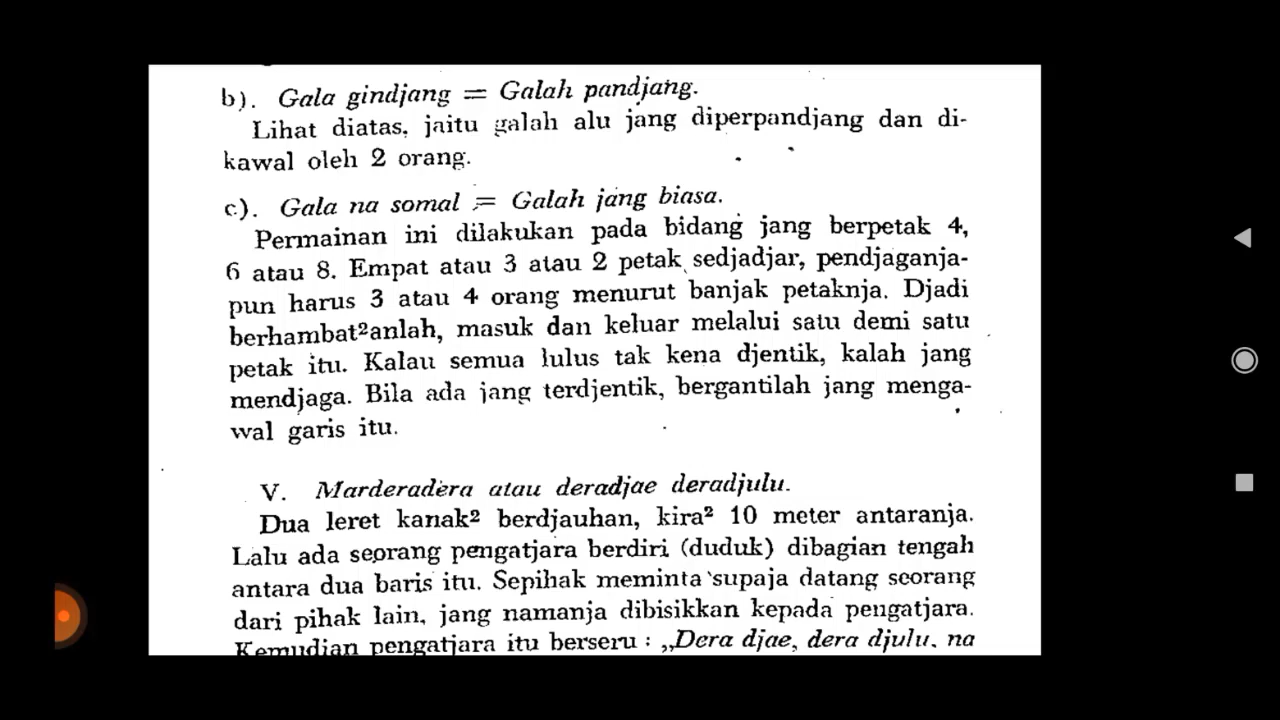 b). Gala gindjang = Galah pandjang.
Lihat diatas, jaitu galah alu jang diperpandjang dan di-
kawal oleh 2 orang.
c). Gala na somal = Galah jang biasa.
Permainan ini dilakukan pada bidang jang berpetak 4,
6 atau 8. Empat atau 3 atau 2 petak sedjadjar, pendjaganja-
pun harus 3 atau 4 orang menurut banjak petaknja. Djadi
berhambat²anlah, masuk dan keluar melalui satu demi satu
petak itu. Kalau semua lulus tak kena djentik, kalah jang
mendjaga. Bila ada jang terdjentik, bergantilah jang menga-
wal garis itu.
V. Marderadera atau deradjae deradjulu.
Dua leret kanak² berdjauhan, kira² 10 meter antaranja.
Lalu ada seorang pengatjara berdiri (duduk) dibagian tengah
antara dua baris itu. Sepihak meminta supaja datang seorang
dari pihak lain, jang namanja dibisikkan kepada pengatjara.
Kemudian pengatjara itu berseru : „Dera djae, dera djulu, na